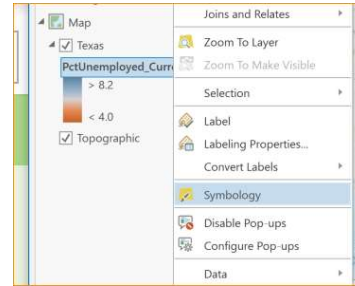 Map
Texas
PctUnemployed_Curr
> 8.2
< 4.0
Topographic
Joins and Relates
Zoom To Layer
Zoom To Make Visible
Selection
Label
Labeling Properties...
Convert Labels
Symbology
Disable Pop-ups
Configure Pop-ups
Data